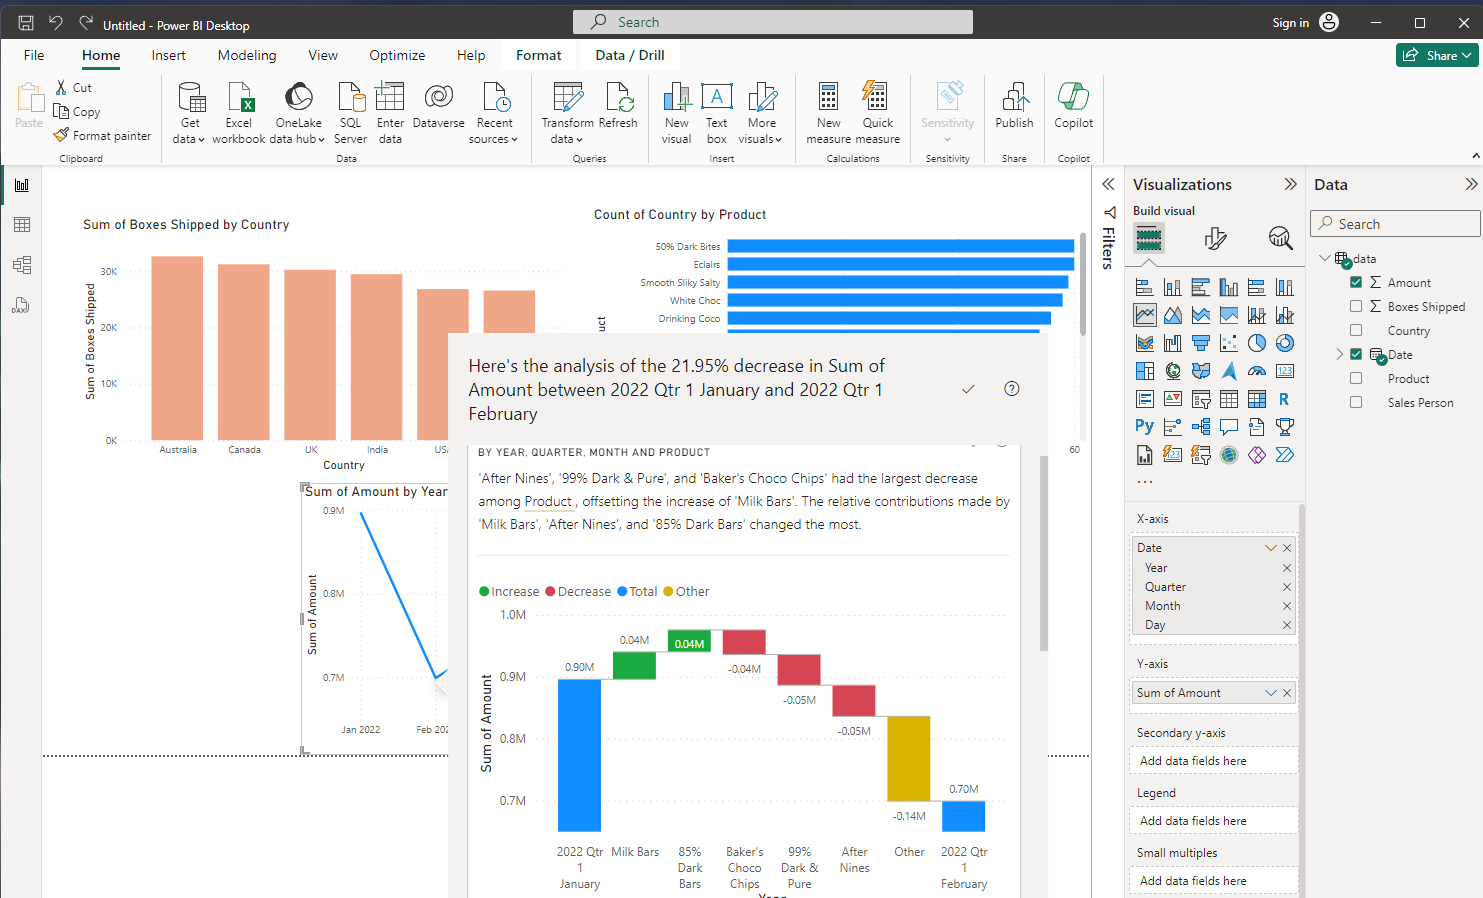 Untitled - Power BI Desktop
Search
Sign in
File Home Insert Modeling View Optimize Help Format Data / Drill
Share
Paste
Cut
Copy
Format painter
Clipboard
Get data
Excel workbook
OneLake data hub
SQL Server
Enter data
Dataverse
Recent sources
Data
Transform data
Refresh
Queries
New visual
Text box
More visuals
Insert
New measure
Quick measure
Calculations
Sensitivity
Sensitivity
Publish
Share
Copilot
Copilot
DAX
Sum of Boxes Shipped by Country
Sum of Boxes Shipped
30K
20K
10K
0K
Australia Canada UK India USA
Country
Count of Country by Product
50% Dark Bites
Eclairs
Smooth Sliky Salty
White Choc
Drinking Coco
uct
60
Sum of Amount by Year
Sum of Amount
0.9M
0.8M
0.7M
Jan 2022 Feb 202
Here's the analysis of the 21.95% decrease in Sum of
Amount between 2022 Qtr 1 January and 2022 Qtr 1
February
BY YEAR, QUARTER, MONTH AND PRODUCT
'After Nines', '99% Dark & Pure', and 'Baker's Choco Chips' had the largest decrease
among Product , offsetting the increase of 'Milk Bars'. The relative contributions made by
'Milk Bars', 'After Nines', and '85% Dark Bars' changed the most.
Increase Decrease Total Other
Sum of Amount
1.0M
0.9M
0.8M
0.7M
0.90M
0.04M
0.04M
-0.04M
-0.05M
-0.05M
-0.14M
0.70M
2022 Qtr 1 January
Milk Bars
85% Dark Bars
Baker's Choco Chips
99% Dark & Pure
After Nines
Other
2022 Qtr 1 February
Filters
Visualizations
Build visual
123
R
Py
123
...
X-axis
Date
Year
Quarter
Month
Day
Y-axis
Sum of Amount
Secondary y-axis
Add data fields here
Legend
Add data fields here
Small multiples
Add data fields here
Data
Search
data
Amount
Boxes Shipped
Country
Date
Product
Sales Person